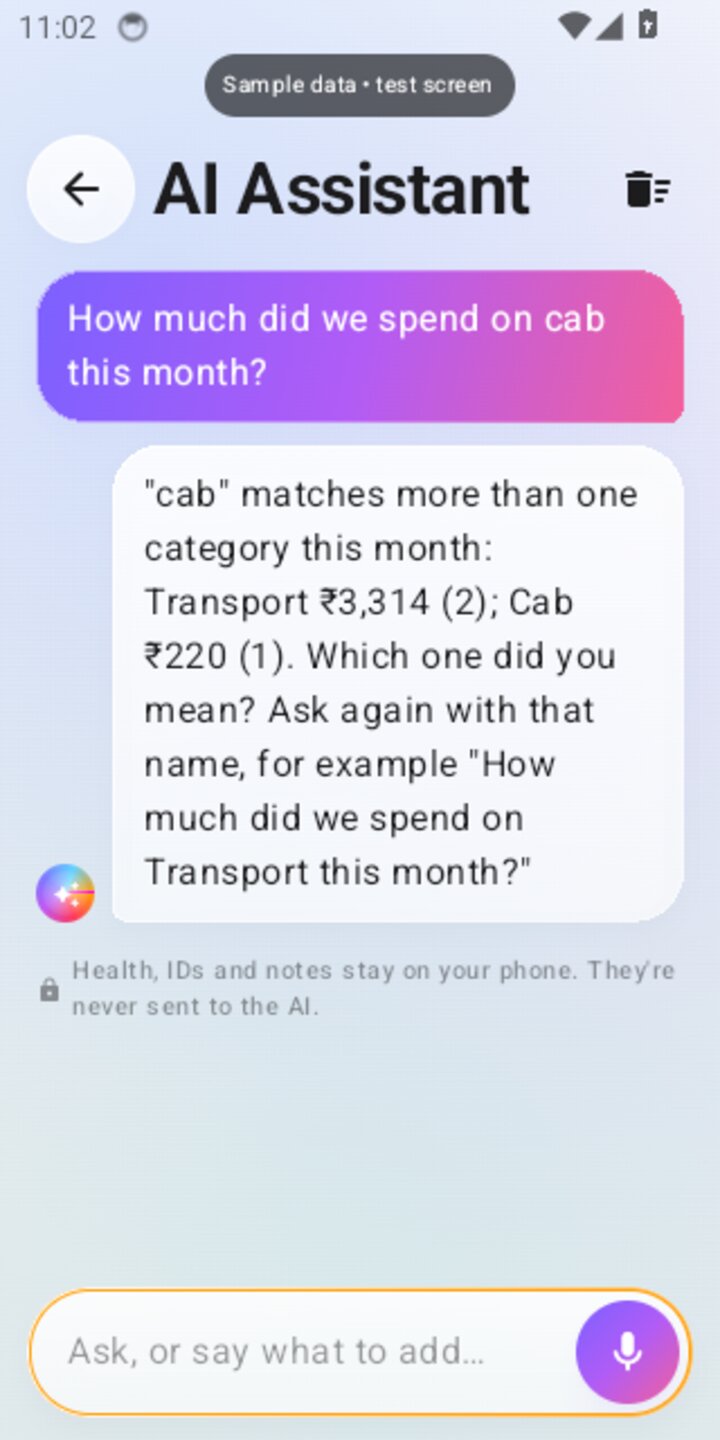 11:02
Sample data • test screen
AI Assistant
How much did we spend on cab
this month?
"cab" matches more than one
category this month:
Transport ₹3,314 (2); Cab
₹220 (1). Which one did you
mean? Ask again with that
name, for example "How
much did we spend on
Transport this month?"
Health, IDs and notes stay on your phone. They're
never sent to the AI.
Ask, or say what to add...